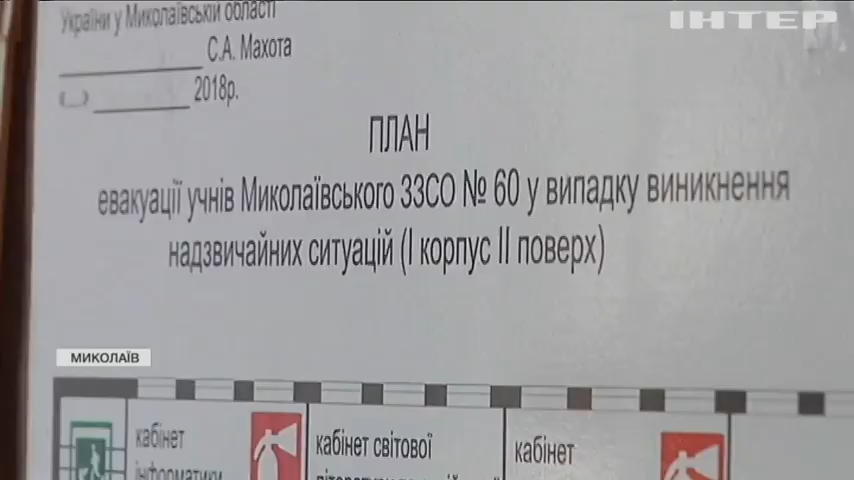 України у Миколаївській області
ІНТЕР
С.А. Махота
2018р.
ПЛАН
евакуації учнів Миколаївського ЗЗСО № 60 у випадку виникнення
надзвичайних ситуацій (І корпус ІІ поверх)
МИКОЛАЇВ
кабінет
інформатики
кабінет світової
кабінет